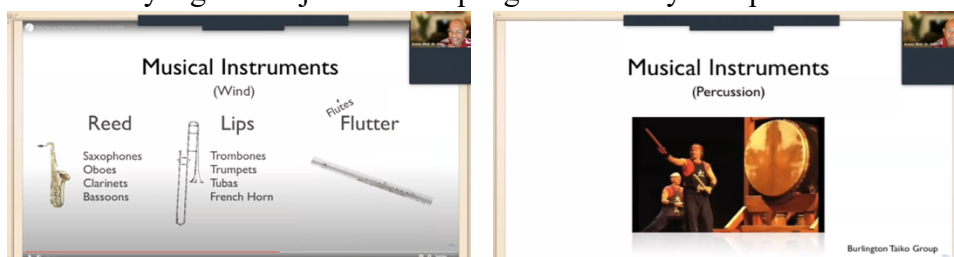 Musical Instruments
(Wind)
Reed
Lips
Flutes
Flutter
Saxophones
Oboes
Clarinets
Bassoons
Trombones
Trumpets
Tubas
French Horn
Musical Instruments
(Percussion)
Burlington Taiko Group